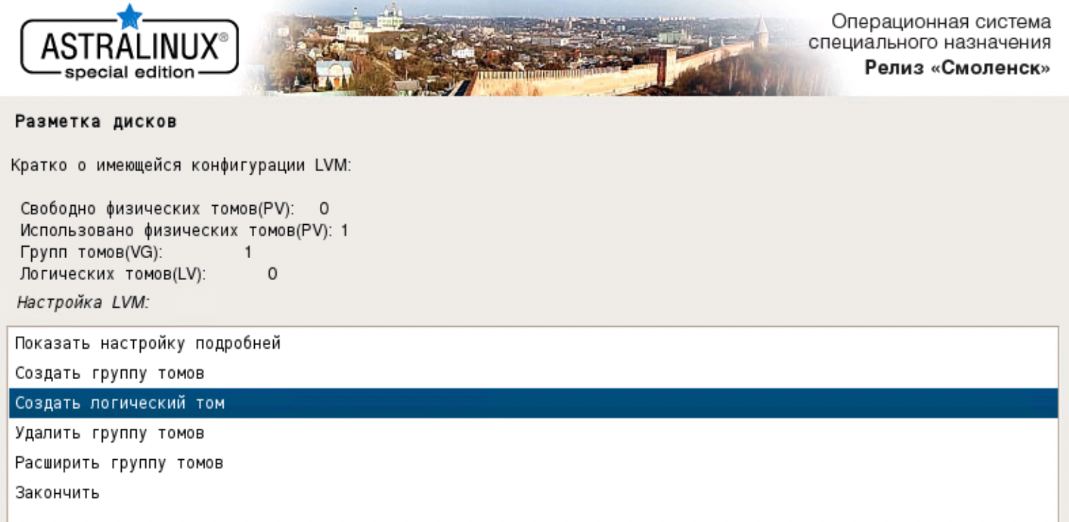 ASTRALINUX®
special edition
Операционная система
специального назначения
Релиз «Смоленск»
Разметка дисков
Кратко о имеющейся конфигурации LVM:
Свободно физических томов(PV): 0
Использовано физических томов(PV): 1
Групп томов(VG): 1
Логических томов(LV): 0
Настройка LVM:
Показать настройку подробней
Создать группу томов
Создать логический том
Удалить группу томов
Расширить группу томов
Закончить